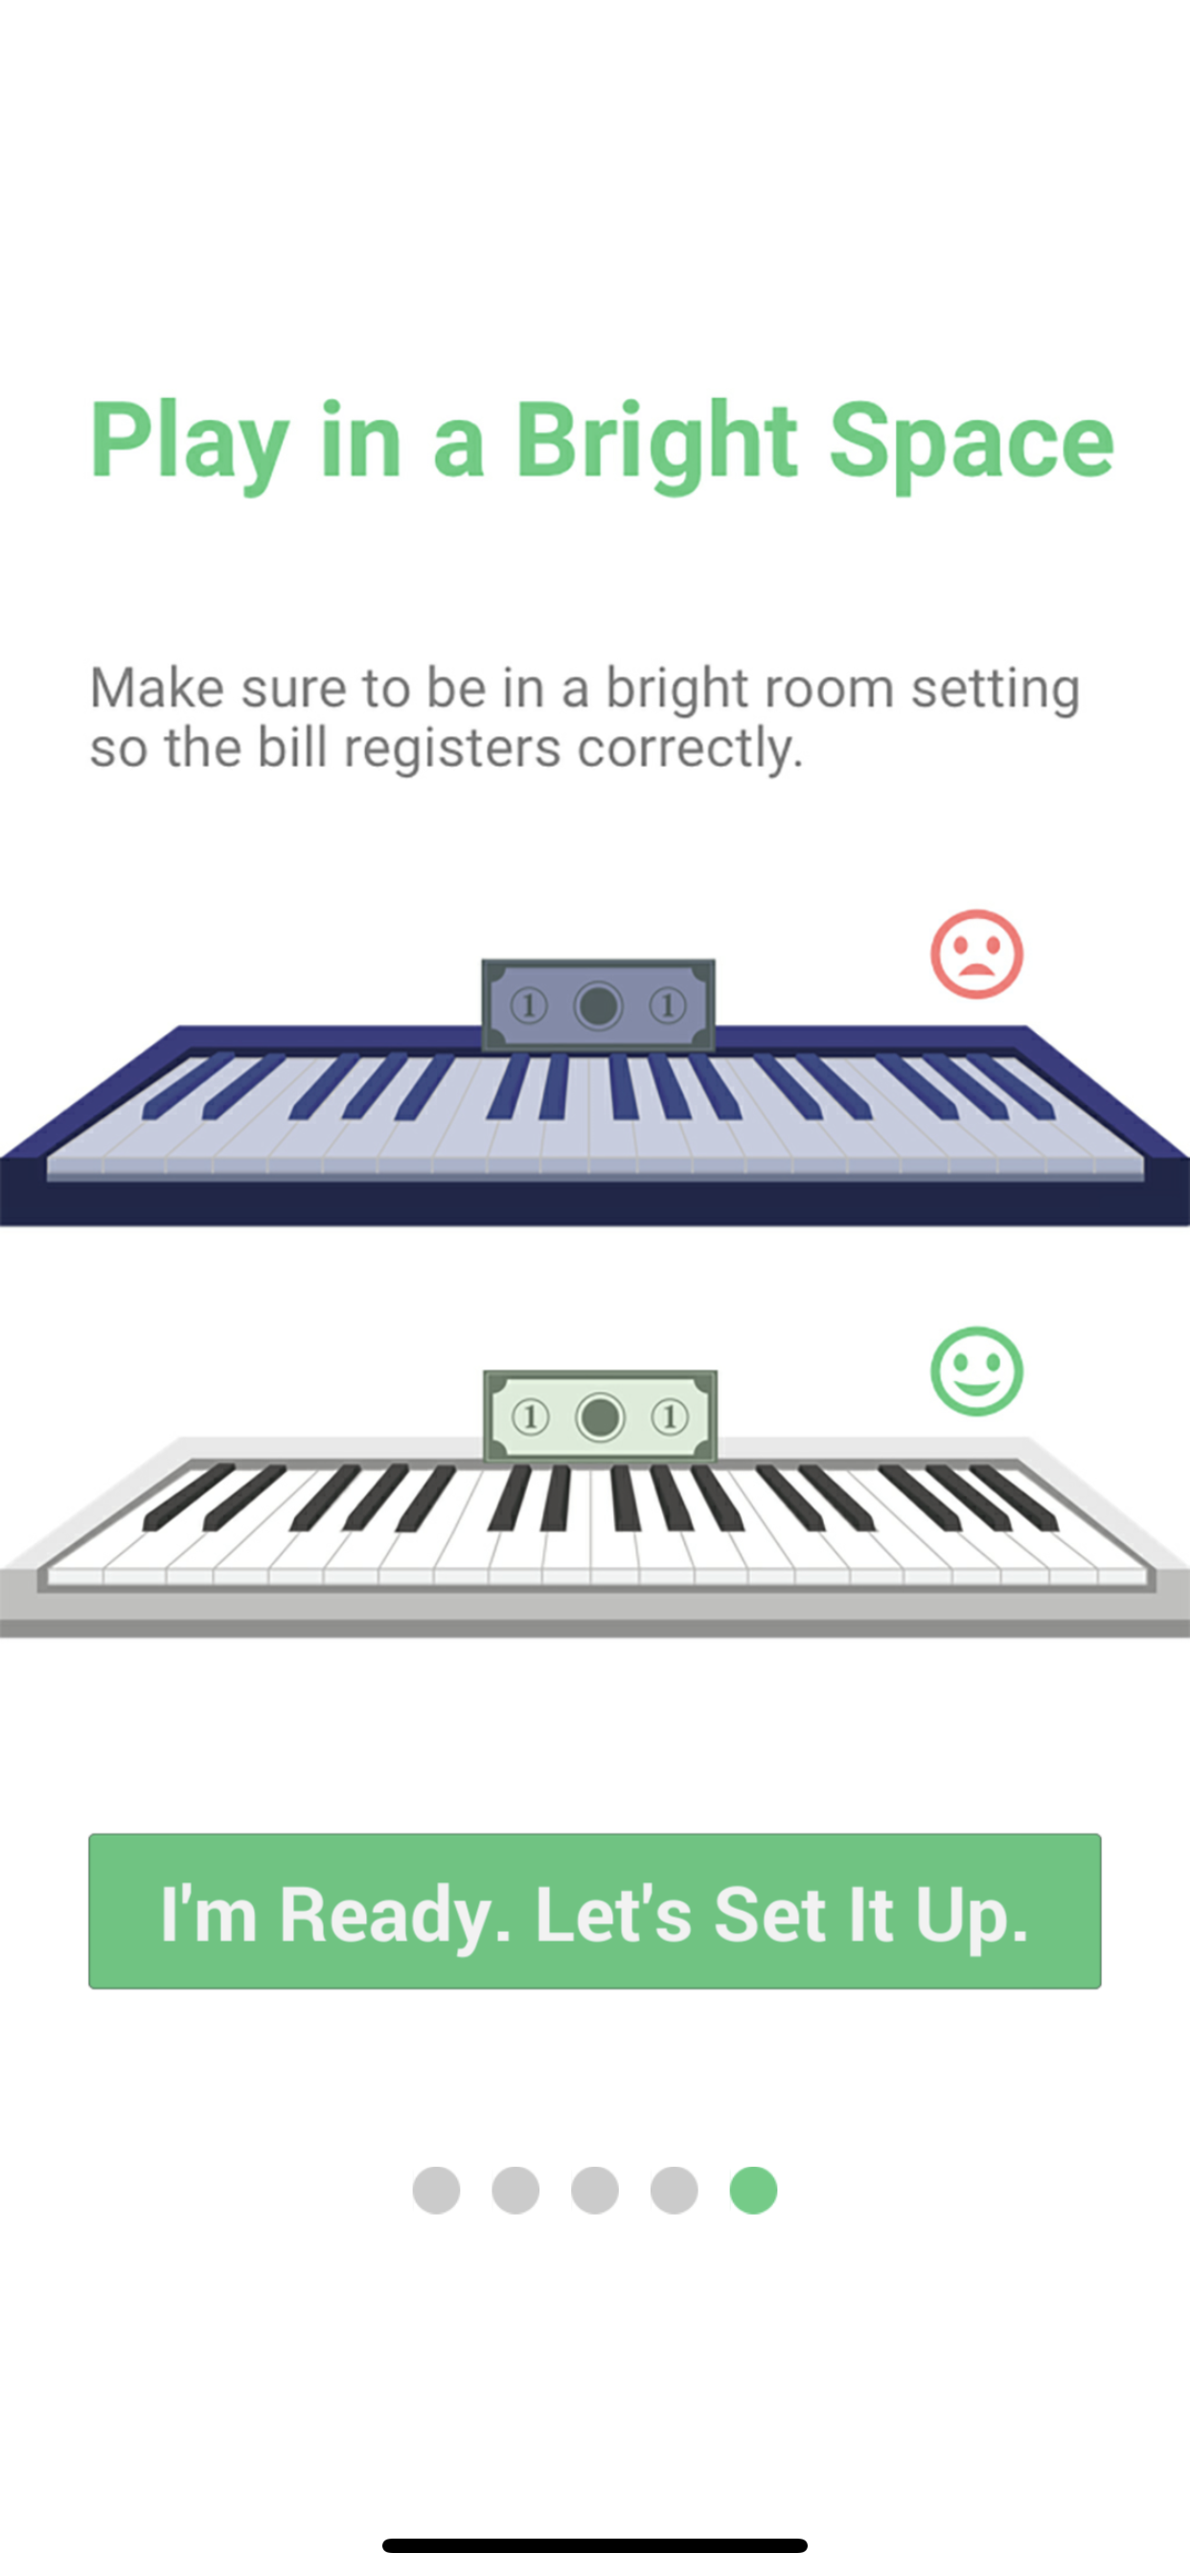 Play in a Bright Space
Make sure to be in a bright room setting
so the bill registers correctly.
1 1
1 1
I'm Ready. Let's Set It Up.